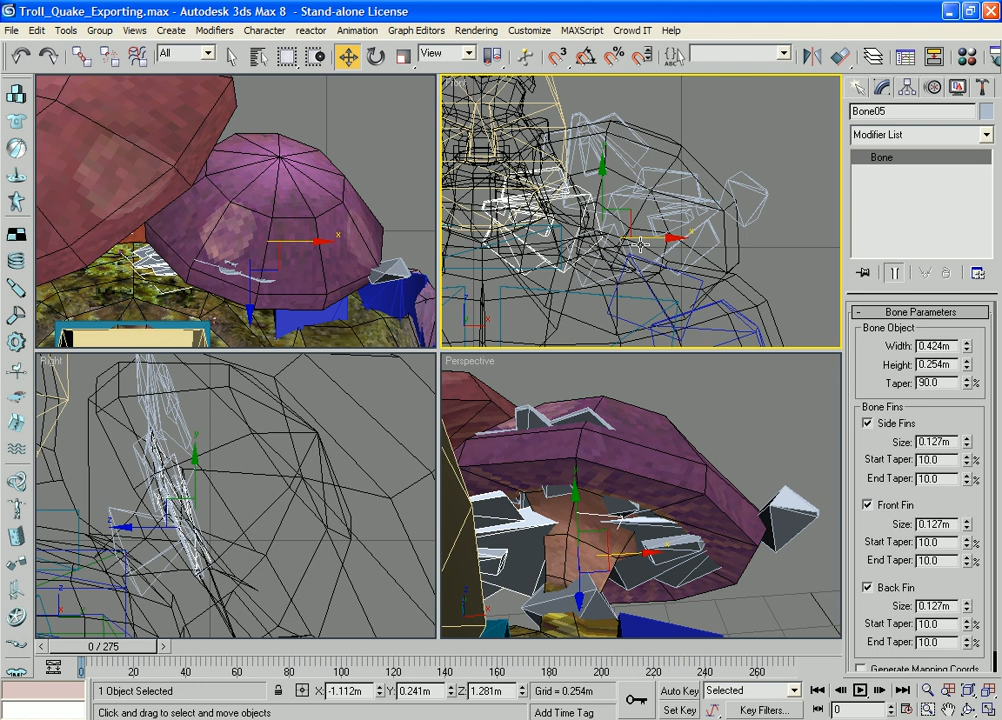 Troll_Quake_Exporting.max - Autodesk 3ds Max 8 - Stand-alone License
File Edit Tools Group Views Create Modifiers Character reactor Animation Graph Editors Rendering Customize MAXScript Crowd IT Help
All View
Bone05
Modifier List
Bone
Bone Parameters
Bone Object
Width: 0.424m
Height: 0.254m
Taper: 90.0 %
Bone Fins
Side Fins
Size: 0.127m
Start Taper: 10.0 %
End Taper: 10.0 %
Front Fin
Size: 0.127m
Start Taper: 10.0 %
End Taper: 10.0 %
Back Fin
Size: 0.127m
Start Taper: 10.0 %
End Taper: 10.0 %
Generate Mapping Coords.
Right
Perspective
0 / 275
0 20 40 60 80 100 120 140 160 180 200 220 240 260
1 Object Selected X: -1.112m Y: 0.241m Z: 1.281m Grid = 0.254m Auto Key Selected
Click and drag to select and move objects Add Time Tag Set Key Key Filters... 0